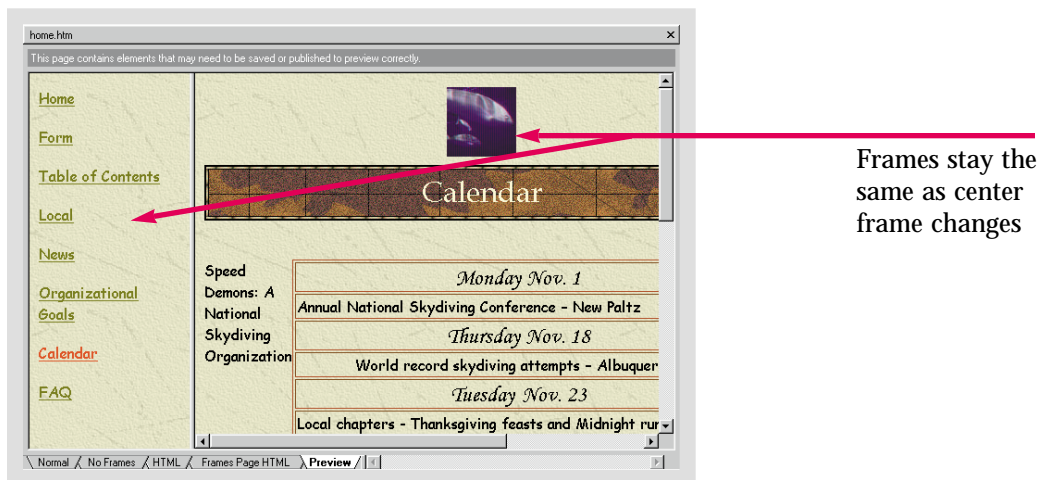 home.htm
This page contains elements that may need to be saved or published to preview correctly.
Home
Form
Table of Contents
Local
News
Organizational
Goals
Calendar
FAQ
Calendar
Speed
Demons: A
National
Skydiving
Organization
Monday Nov. 1
Annual National Skydiving Conference - New Paltz
Thursday Nov. 18
World record skydiving attempts - Albuquer
Tuesday Nov. 23
Local chapters - Thanksgiving feasts and Midnight rur
Normal
No Frames
HTML
Frames Page HTML
Preview
Frames stay the
same as center
frame changes